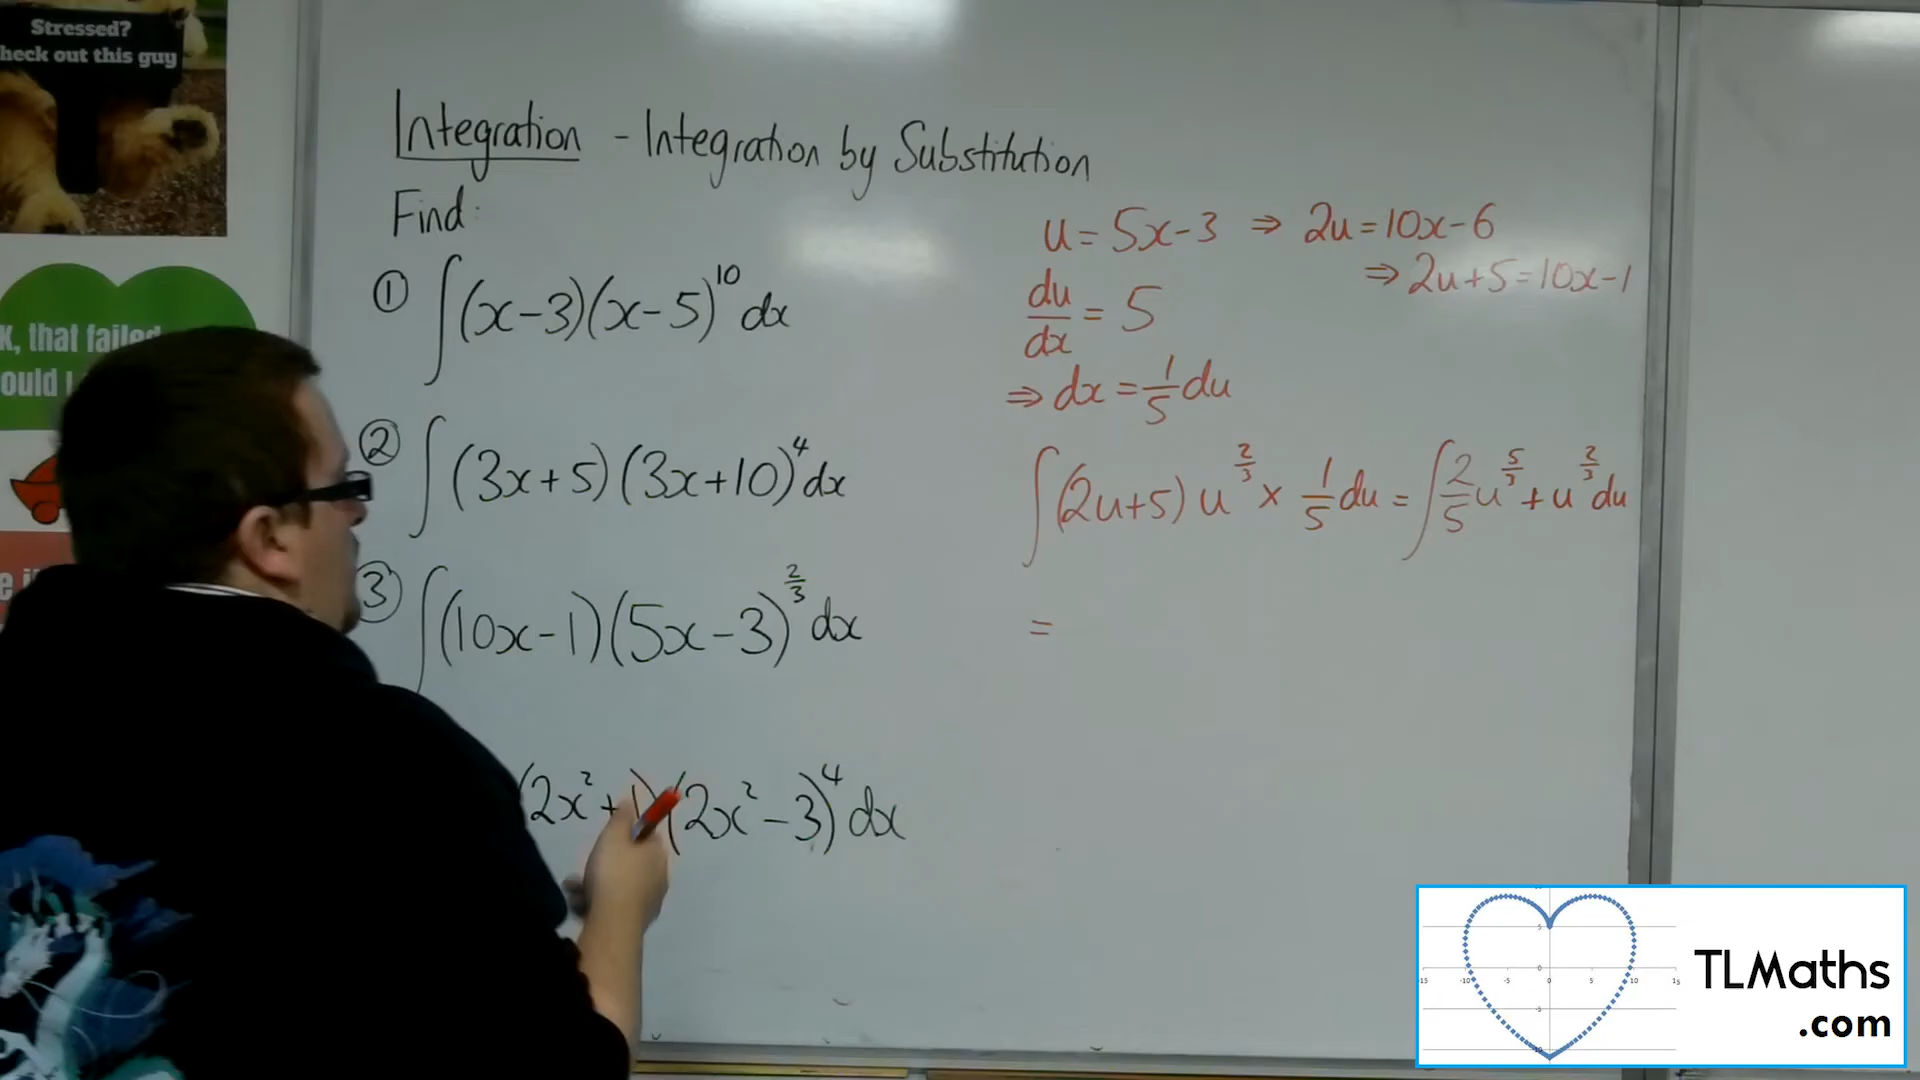 Stressed?
heck out this guy
k, that failed
ould I
Integration - Integration by Substitution
Find:
① ∫(x-3)(x-5)^10 dx
② ∫(3x+5)(3x+10)^4 dx
③ ∫(10x-1)(5x-3)^(2/3) dx
(2x²+1)(2x²-3)^4 dx
u = 5x-3 ⇒ 2u = 10x-6
⇒ 2u+5 = 10x-1
du/dx = 5
⇒ dx = 1/5 du
∫(2u+5) u^(2/3) × 1/5 du = ∫ 2/5 u^(5/3) + u^(2/3) du
=
TLMaths
.com